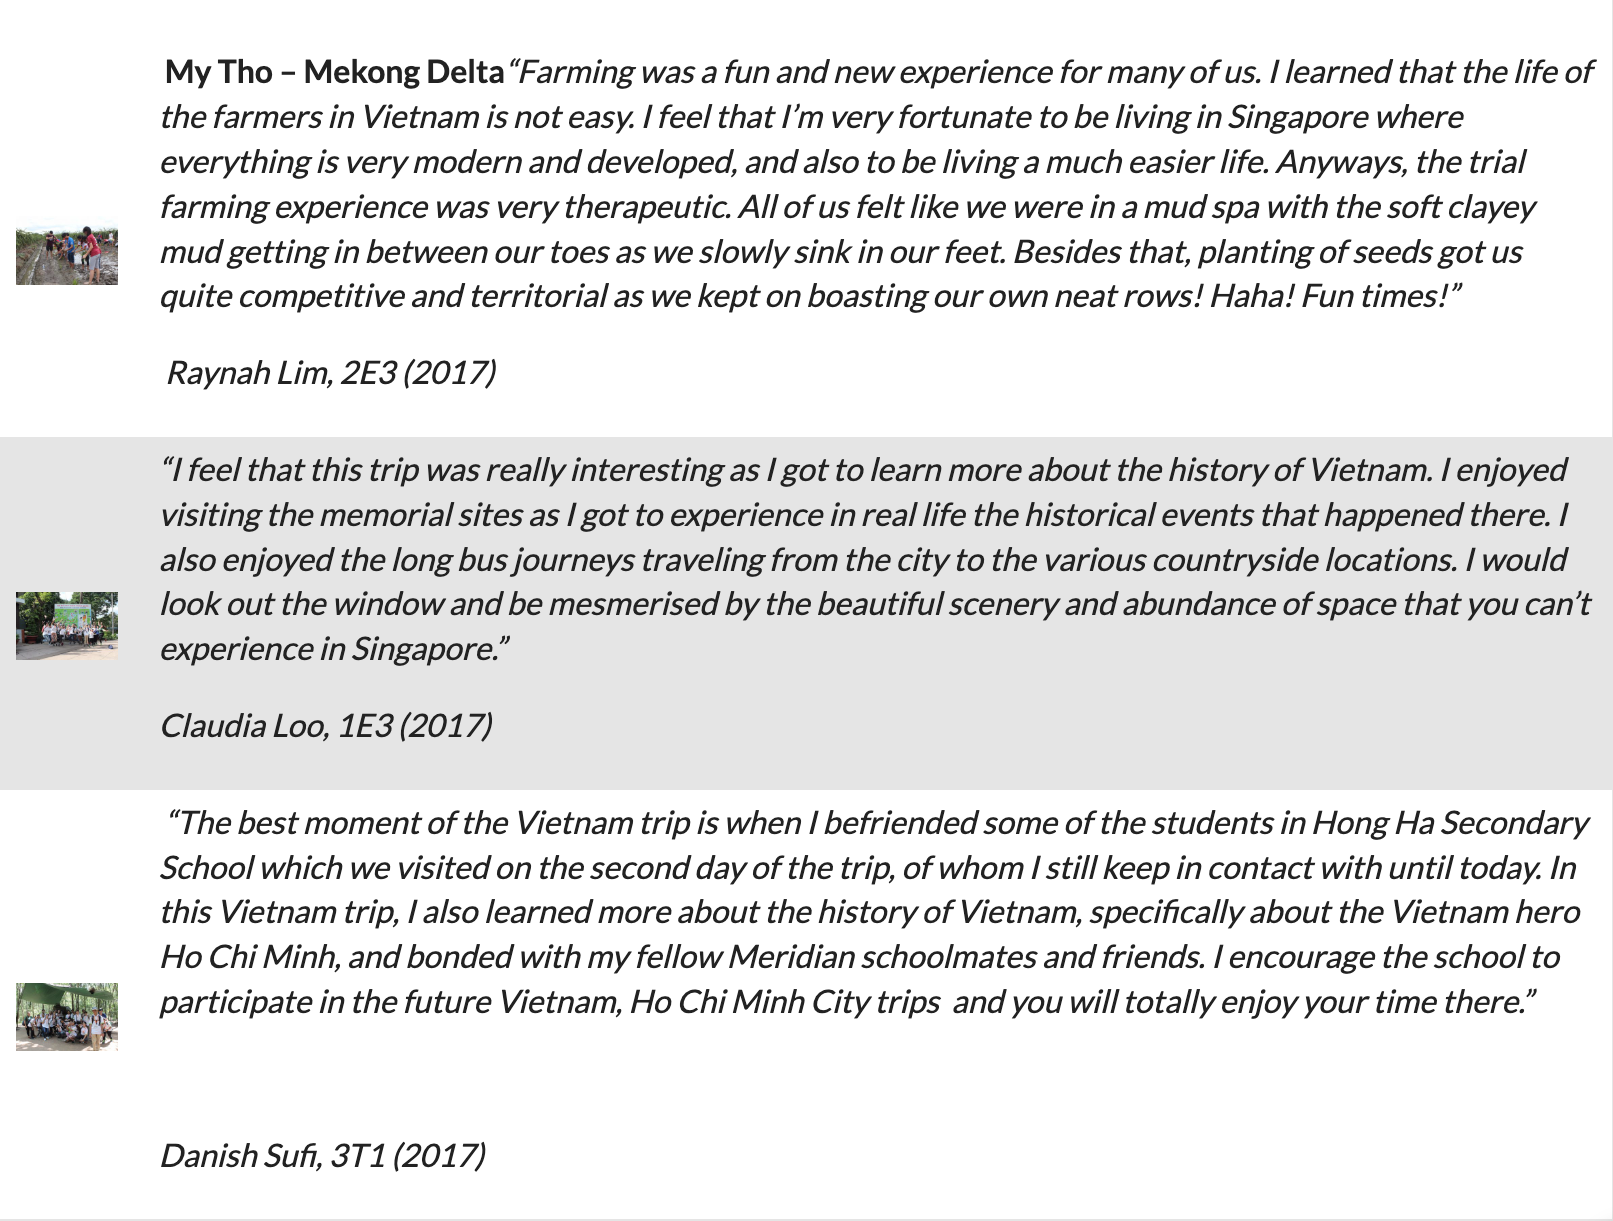 My Tho – Mekong Delta “Farming was a fun and new experience for many of us. I learned that the life of
the farmers in Vietnam is not easy. I feel that I’m very fortunate to be living in Singapore where
everything is very modern and developed, and also to be living a much easier life. Anyways, the trial
farming experience was very therapeutic. All of us felt like we were in a mud spa with the soft clayey
mud getting in between our toes as we slowly sink in our feet. Besides that, planting of seeds got us
quite competitive and territorial as we kept on boasting our own neat rows! Haha! Fun times!”
Raynah Lim, 2E3 (2017)
“I feel that this trip was really interesting as I got to learn more about the history of Vietnam. I enjoyed
visiting the memorial sites as I got to experience in real life the historical events that happened there. I
also enjoyed the long bus journeys traveling from the city to the various countryside locations. I would
look out the window and be mesmerised by the beautiful scenery and abundance of space that you can’t
experience in Singapore.”
Claudia Loo, 1E3 (2017)
“The best moment of the Vietnam trip is when I befriended some of the students in Hong Ha Secondary
School which we visited on the second day of the trip, of whom I still keep in contact with until today. In
this Vietnam trip, I also learned more about the history of Vietnam, specifically about the Vietnam hero
Ho Chi Minh, and bonded with my fellow Meridian schoolmates and friends. I encourage the school to
participate in the future Vietnam, Ho Chi Minh City trips  and you will totally enjoy your time there.”
Danish Sufi, 3T1 (2017)